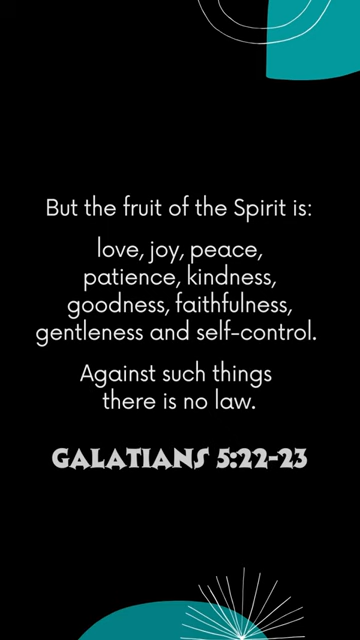 But the fruit of the Spirit is:
love, joy, peace,
patience, kindness,
goodness, faithfulness,
gentleness and self-control.
Against such things
there is no law.
GALATIANS 5:22-23